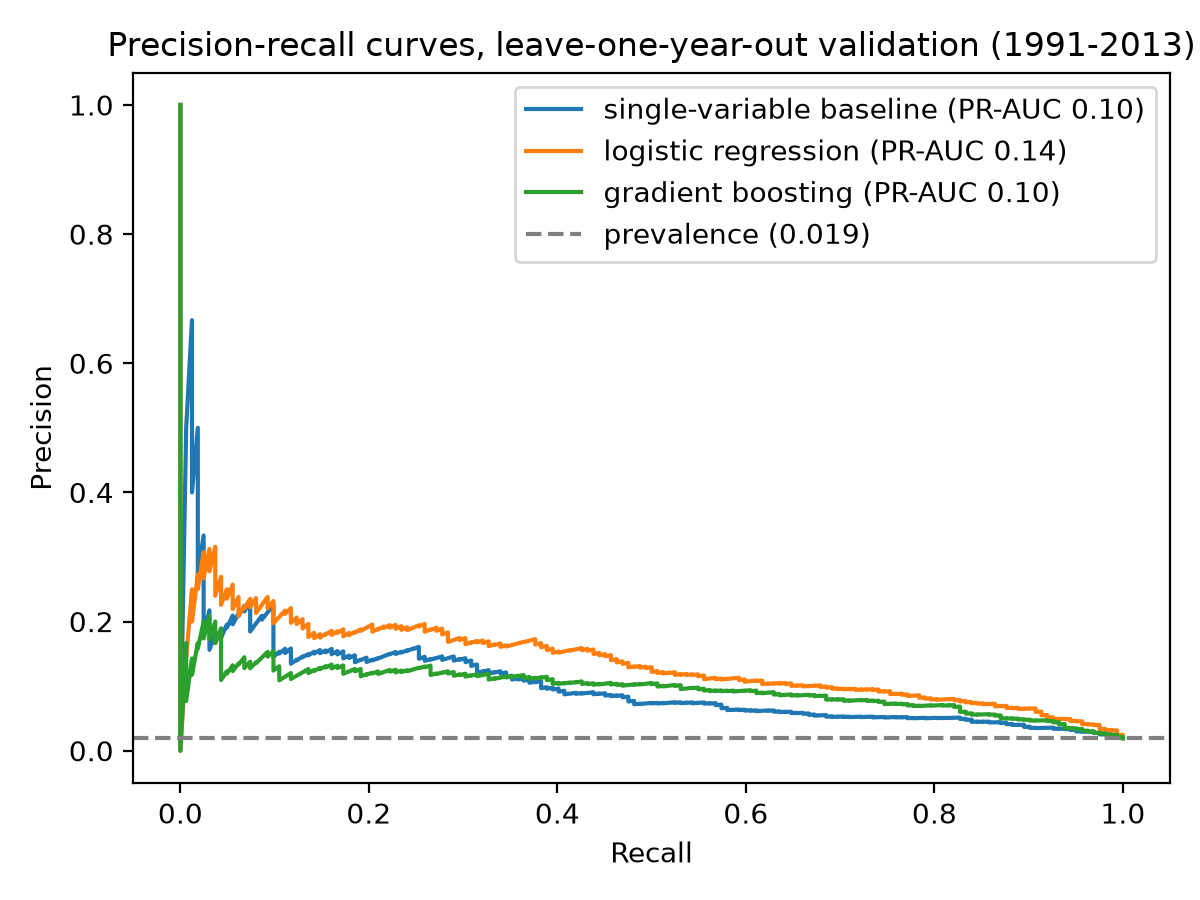 Precision-recall curves, leave-one-year-out validation (1991-2013)
single-variable baseline (PR-AUC 0.10)
logistic regression (PR-AUC 0.14)
gradient boosting (PR-AUC 0.10)
prevalence (0.019)
Precision
1.0
0.8
0.6
0.4
0.2
0.0
0.0 0.2 0.4 0.6 0.8 1.0
Recall